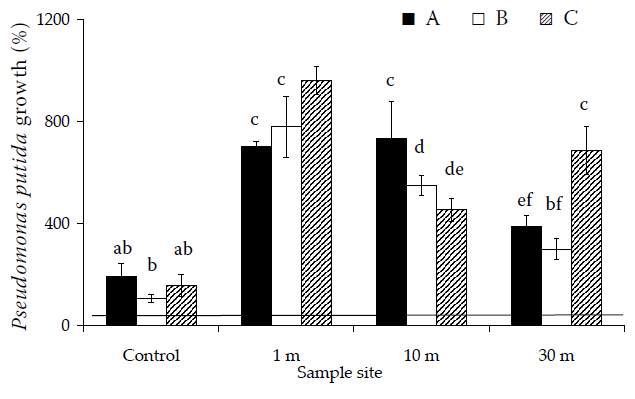 A B C
Pseudomonas putida growth (%)
1200
800
400
0
ab b ab
c c
c d de
ef bf c
Control 1 m 10 m 30 m
Sample site